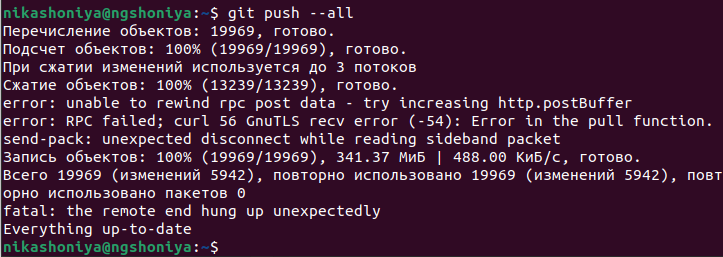 nikashoniya@ngshoniya:~$ git push --all
Перечисление объектов: 19969, готово.
Подсчет объектов: 100% (19969/19969), готово.
При сжатии изменений используется до 3 потоков
Сжатие объектов: 100% (13239/13239), готово.
error: unable to rewind rpc post data - try increasing http.postBuffer
error: RPC failed; curl 56 GnuTLS recv error (-54): Error in the pull function.
send-pack: unexpected disconnect while reading sideband packet
Запись объектов: 100% (19969/19969), 341.37 МиБ | 488.00 КиБ/с, готово.
Всего 19969 (изменений 5942), повторно использовано 19969 (изменений 5942), повт
орно использовано пакетов 0
fatal: the remote end hung up unexpectedly
Everything up-to-date
nikashoniya@ngshoniya:~$